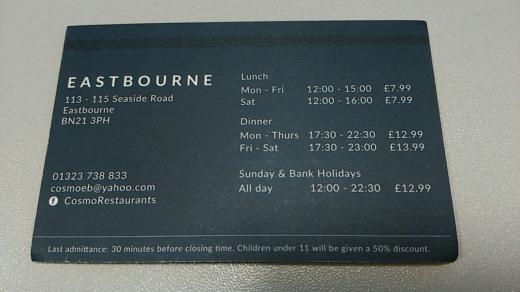 EASTBOURNE
113 - 115 Seaside Road
Eastbourne
BN21 3PH
01323 738 833
cosmoeb@yahoo.com
CosmoRestaurants
Lunch
Mon - Fri 12:00 - 15:00 £7.99
Sat 12:00 - 16:00 £7.99
Dinner
Mon - Thurs 17:30 - 22:30 £12.99
Fri - Sat 17:30 - 23:00 £13.99
Sunday & Bank Holidays
All day 12:00 - 22:30 £12.99
Last admittance: 30 minutes before closing time. Children under 11 will be given a 50% discount.